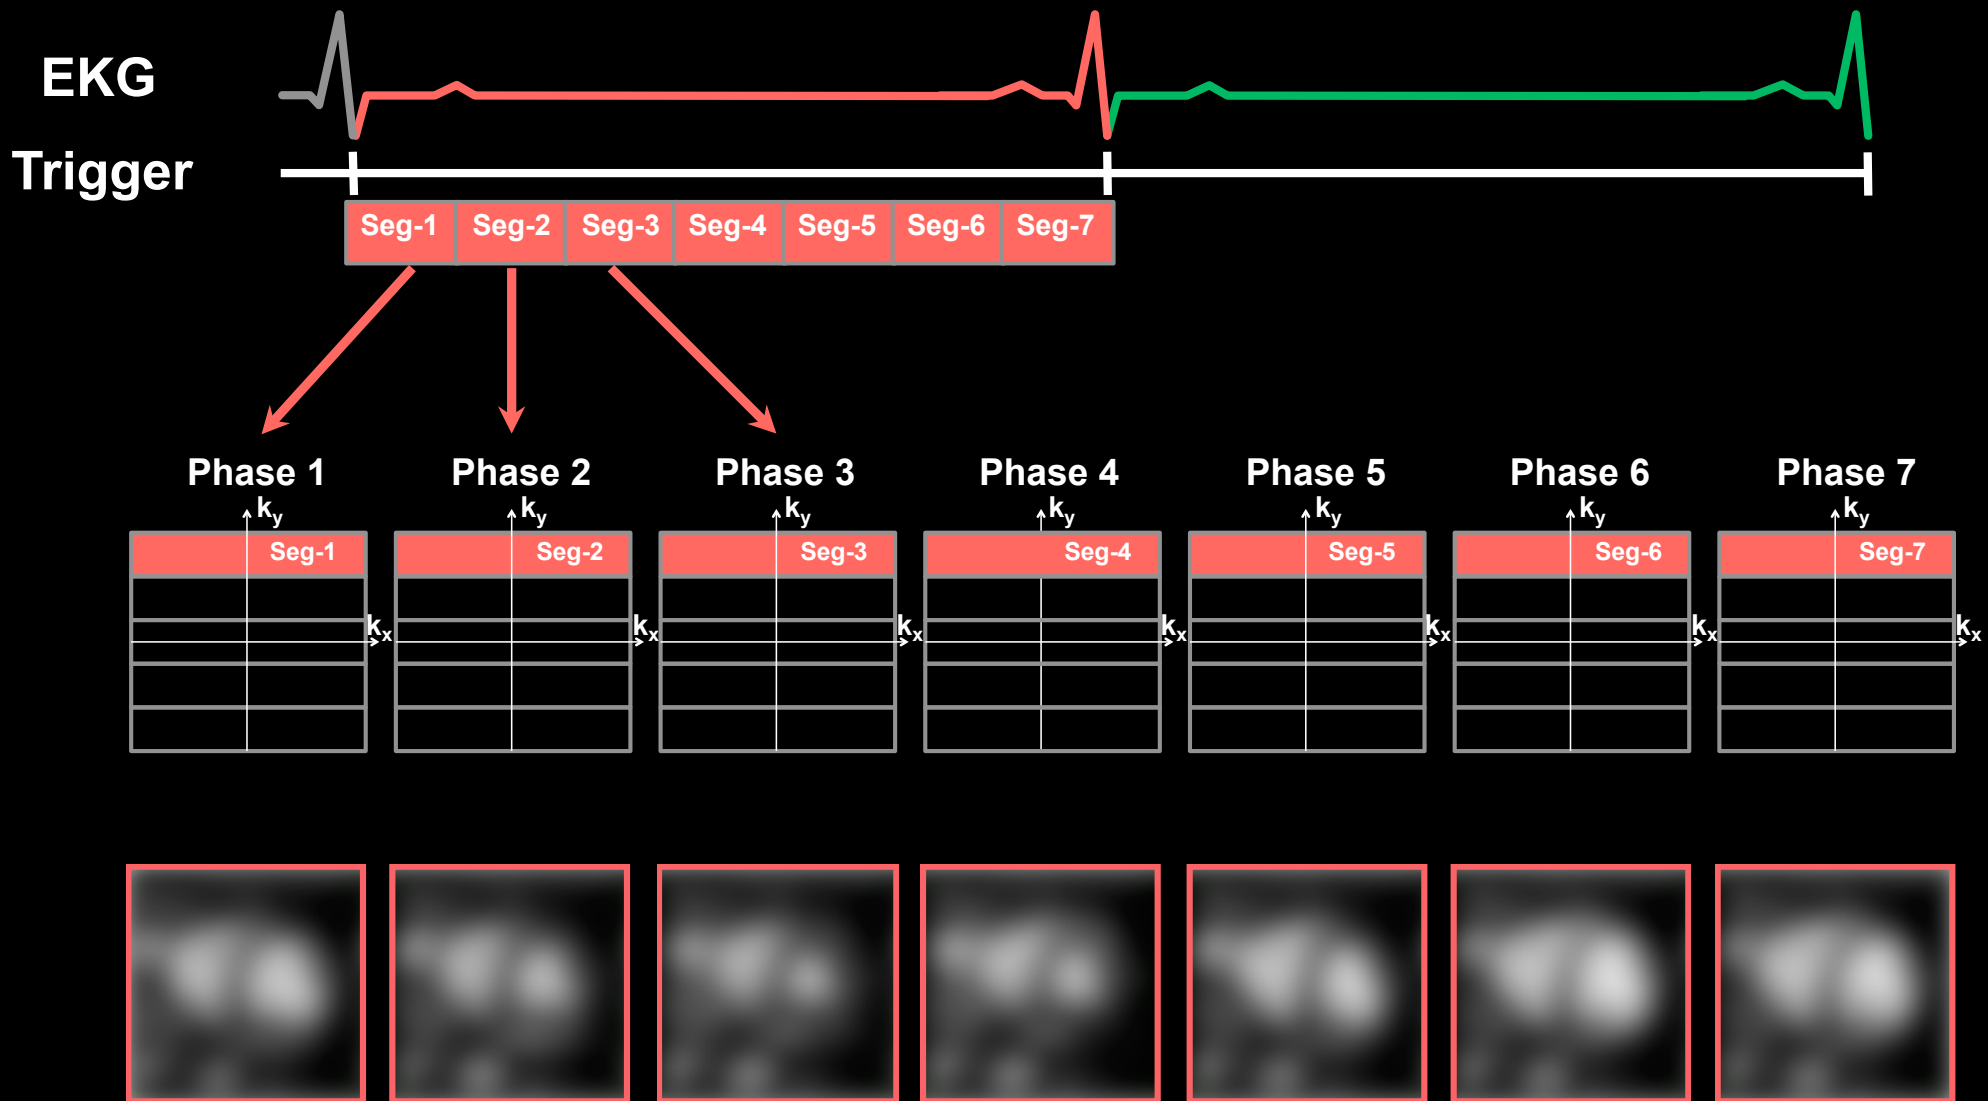 EKG
Trigger
Seg-1 Seg-2 Seg-3 Seg-4 Seg-5 Seg-6 Seg-7
Phase 1 Phase 2 Phase 3 Phase 4 Phase 5 Phase 6 Phase 7
ky ky ky ky ky ky ky
Seg-1 Seg-2 Seg-3 Seg-4 Seg-5 Seg-6 Seg-7
kx kx kx kx kx kx kx